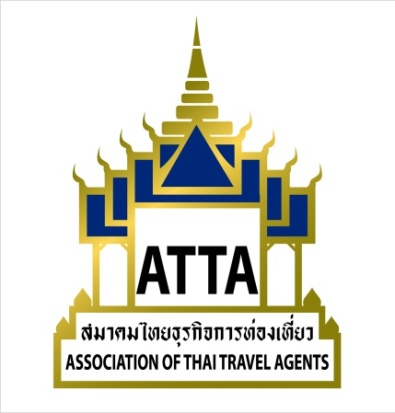 ATTA
สมาคมไทยธุรกิจการท่องเที่ยว
ASSOCIATION OF THAI TRAVEL AGENTS